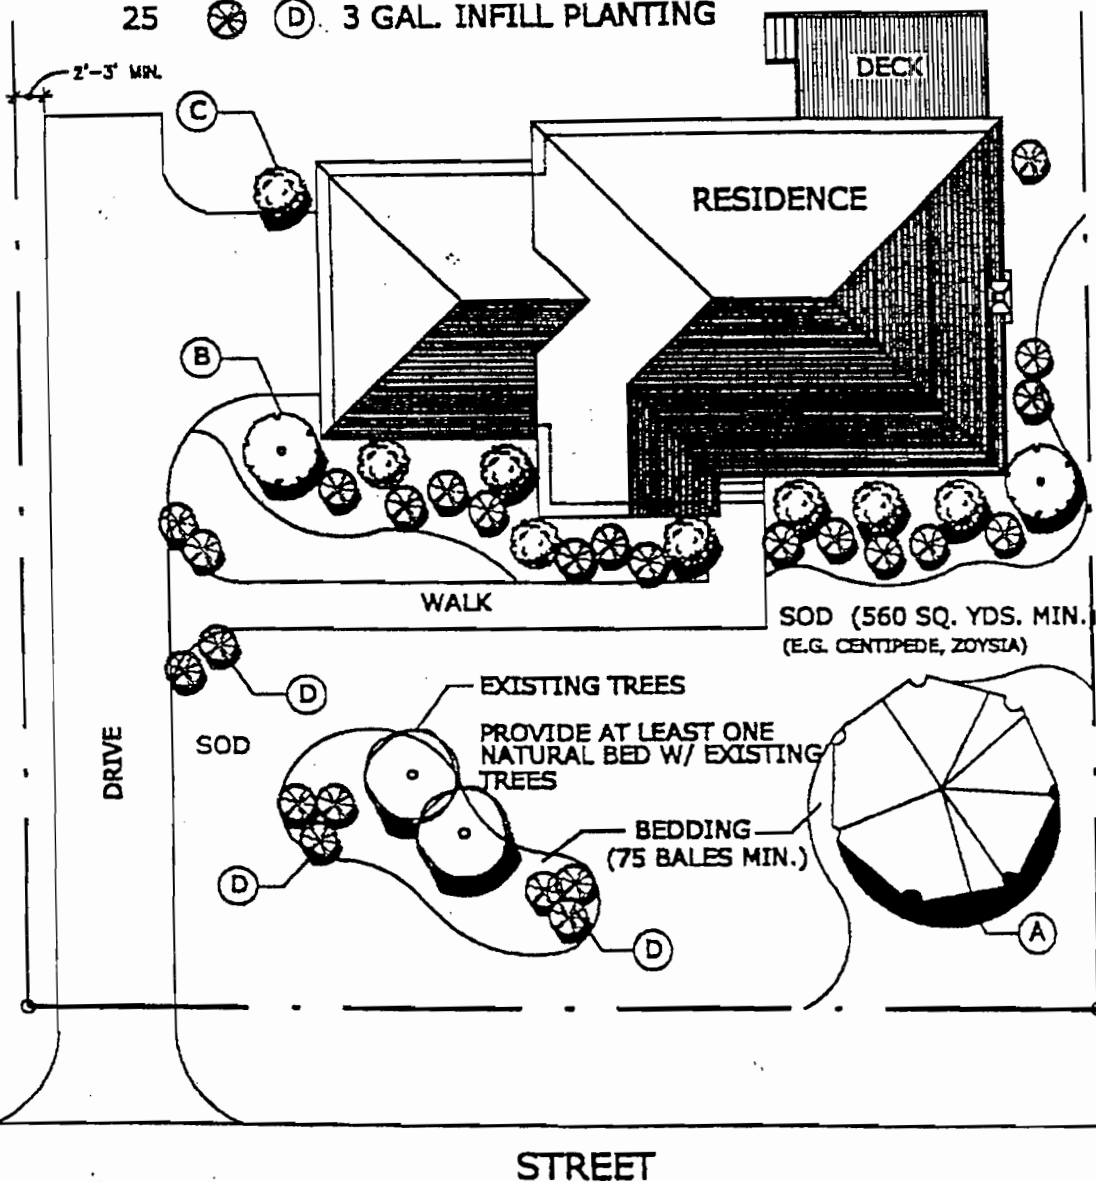 25 D. 3 GAL. INFILL PLANTING
2'-3' MIN.
DECK
C
RESIDENCE
B
WALK
SOD (560 SQ. YDS. MIN.)
(E.G. CENTIPEDE, ZOYSIA)
D
EXISTING TREES
SOD
PROVIDE AT LEAST ONE
NATURAL BED W/ EXISTING
TREES
DRIVE
BEDDING
(75 BALES MIN.)
D
A
D
STREET